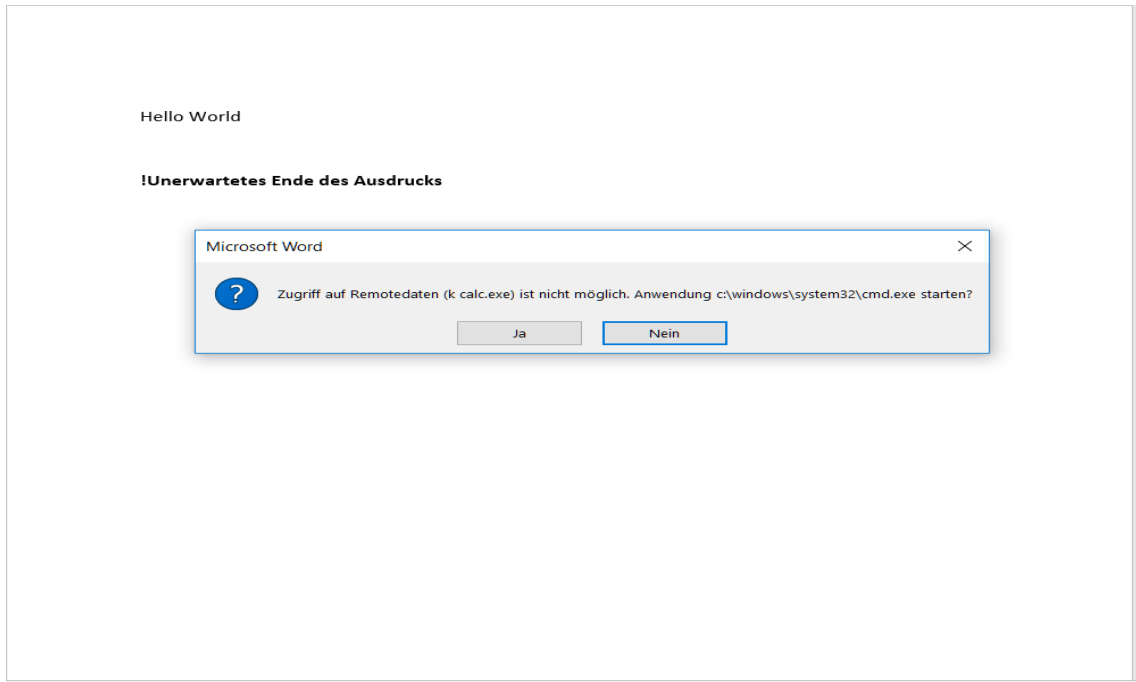 Hello World
!Unerwartetes Ende des Ausdrucks
Microsoft Word
Zugriff auf Remotedaten (k calc.exe) ist nicht möglich. Anwendung c:\windows\system32\cmd.exe starten?
Ja
Nein